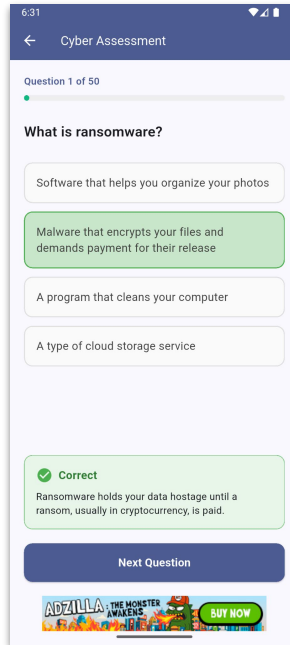 6:31
Cyber Assessment
Question 1 of 50
What is ransomware?
Software that helps you organize your photos
Malware that encrypts your files and
demands payment for their release
A program that cleans your computer
A type of cloud storage service
Correct
Ransomware holds your data hostage until a
ransom, usually in cryptocurrency, is paid.
Next Question
ADZILLA: THE MONSTER
AWAKENS
BUY NOW